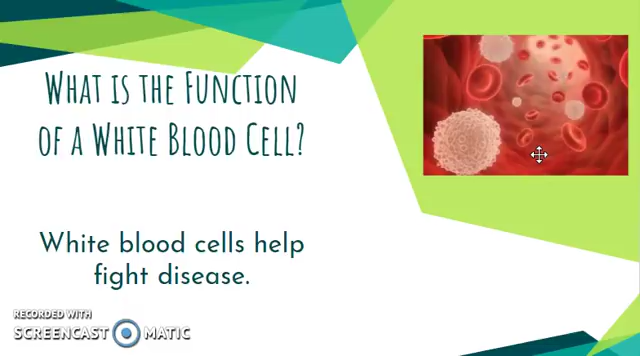 What is the Function
of a White Blood Cell?
White blood cells help
fight disease.
RECORDED WITH
SCREENCAST MATIC